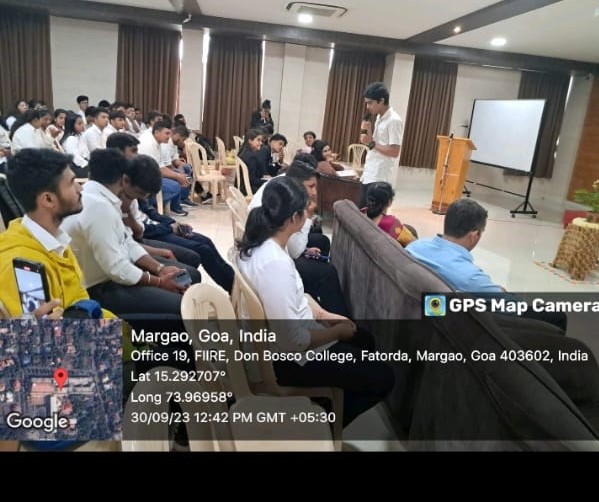 GPS Map Camera
Margao, Goa, India
Office 19, FIIRE, Don Bosco College, Fatorda, Margao, Goa 403602, India
Lat 15.292707°
Long 73.96958°
30/09/23 12:42 PM GMT +05:30
Google